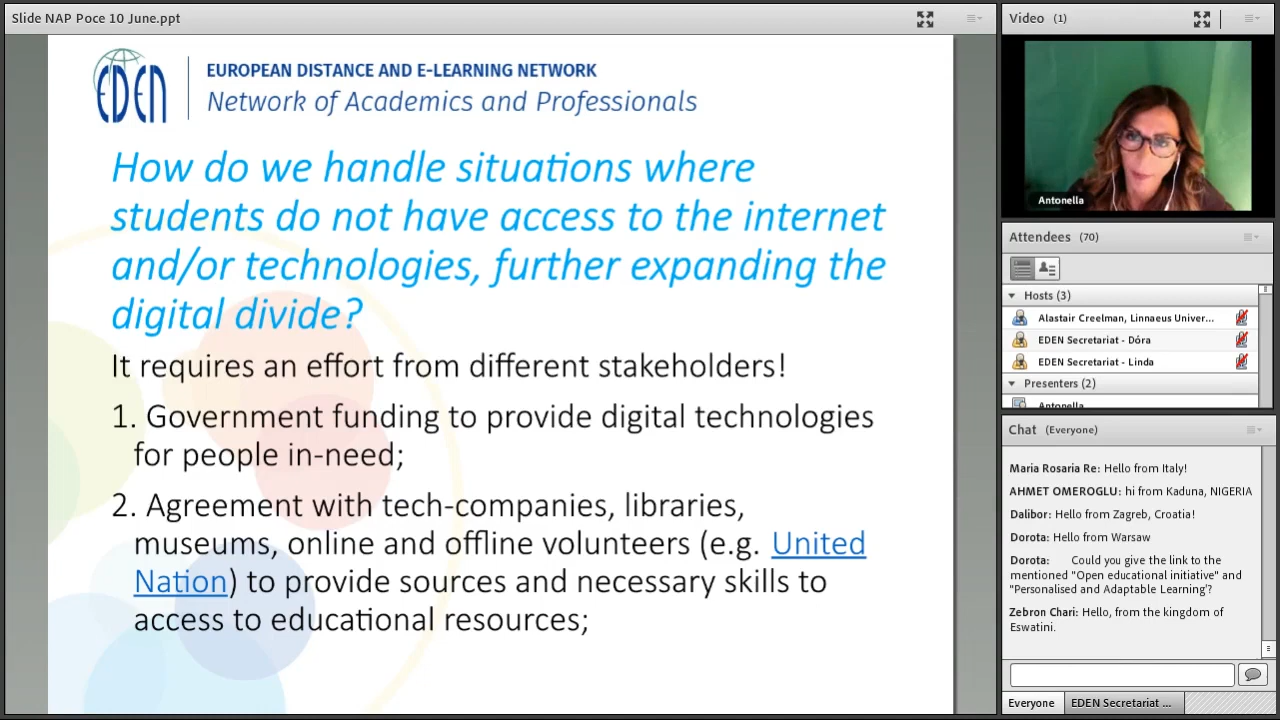 Slide NAP Poce 10 June.ppt
EDEN
EUROPEAN DISTANCE AND E-LEARNING NETWORK
Network of Academics and Professionals
How do we handle situations where
students do not have access to the internet
and/or technologies, further expanding the
digital divide?
It requires an effort from different stakeholders!
1. Government funding to provide digital technologies
for people in-need;
2. Agreement with tech-companies, libraries,
museums, online and offline volunteers (e.g. United
Nation) to provide sources and necessary skills to
access to educational resources;
Video (1)
Antonella
Attendees (70)
Hosts (3)
Alastair Creelman, Linnaeus Univer...
EDEN Secretariat - Dóra
EDEN Secretariat - Linda
Presenters (2)
Antonella
Chat (Everyone)
Maria Rosaria Re: Hello from Italy!
AHMET OMEROGLU: hi from Kaduna, NIGERIA
Dalibor: Hello from Zagreb, Croatia!
Dorota: Hello from Warsaw
Dorota: Could you give the link to the
mentioned "Open educational initiative" and
"Personalised and Adaptable Learning'?
Zebron Chari: Hello, from the kingdom of
Eswatini.
Everyone
EDEN Secretariat ...